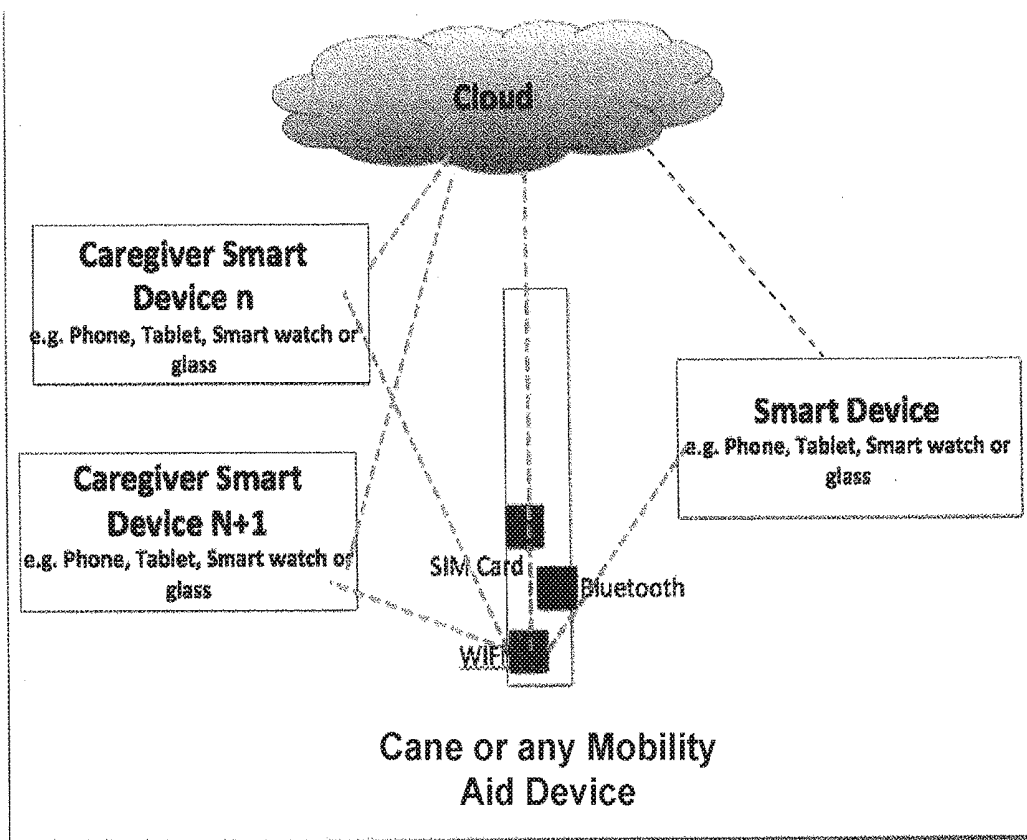 Cloud
Caregiver Smart
Device n
e.g. Phone, Tablet, Smart watch or
glass
Smart Device
e.g. Phone, Tablet, Smart watch or
glass
Caregiver Smart
Device N+1
e.g. Phone, Tablet, Smart watch or
glass
SIM Card
Bluetooth
WIFI
Cane or any Mobility
Aid Device